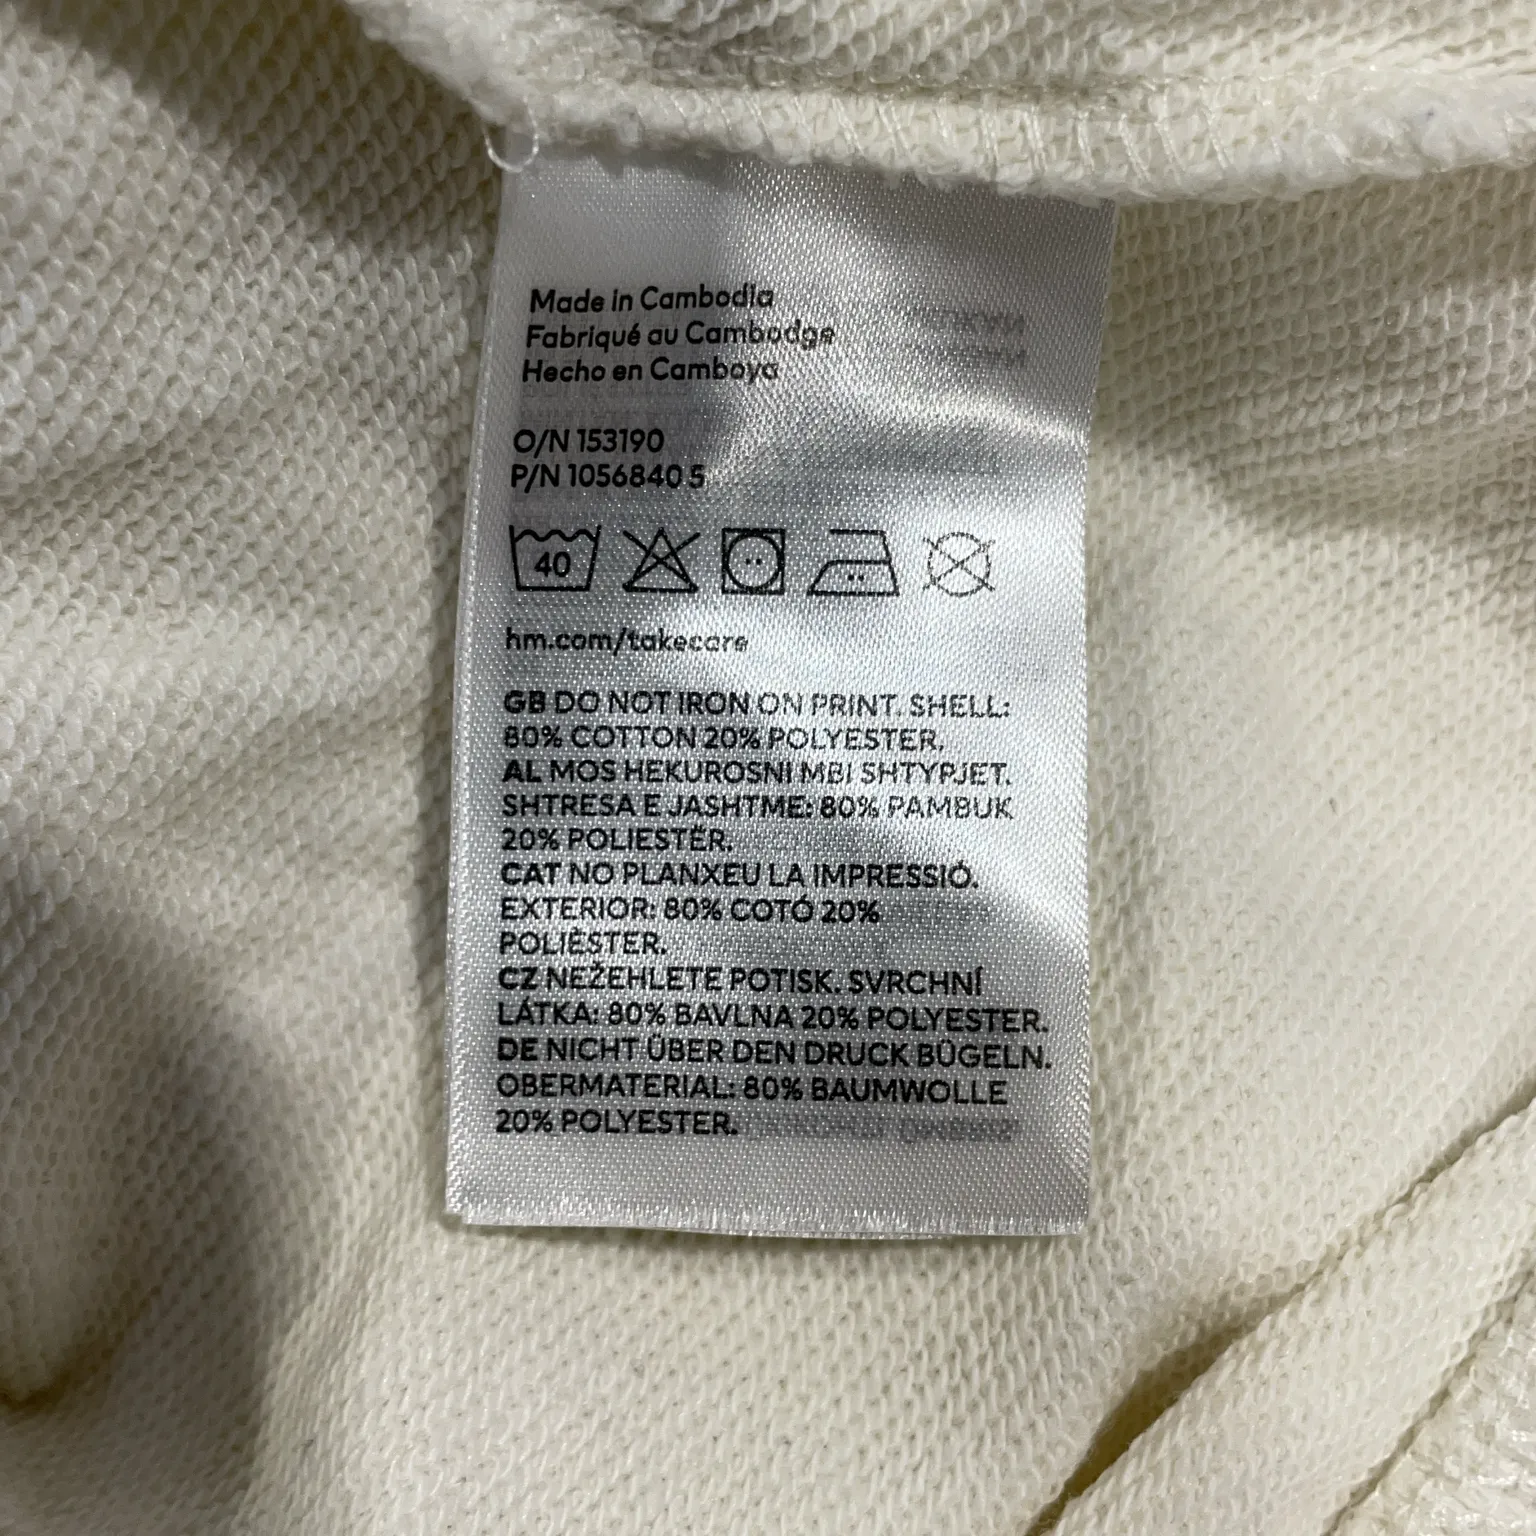 Made in Cambodia
Fabriqué au Cambodge
Hecho en Camboya
O/N 153190
P/N 1056840 5
40
hm.com/takecare
GB DO NOT IRON ON PRINT. SHELL:
80% COTTON 20% POLYESTER.
AL MOS HEKUROSNI MBI SHTYPJET.
SHTRESA E JASHTME: 80% PAMBUK
20% POLIESTËR.
CAT NO PLANXEU LA IMPRESSIÓ.
EXTERIOR: 80% COTÓ 20%
POLIÈSTER.
CZ NEŽEHLETE POTISK. SVRCHNÍ
LÁTKA: 80% BAVLNA 20% POLYESTER.
DE NICHT ÜBER DEN DRUCK BÜGELN.
OBERMATERIAL: 80% BAUMWOLLE
20% POLYESTER.